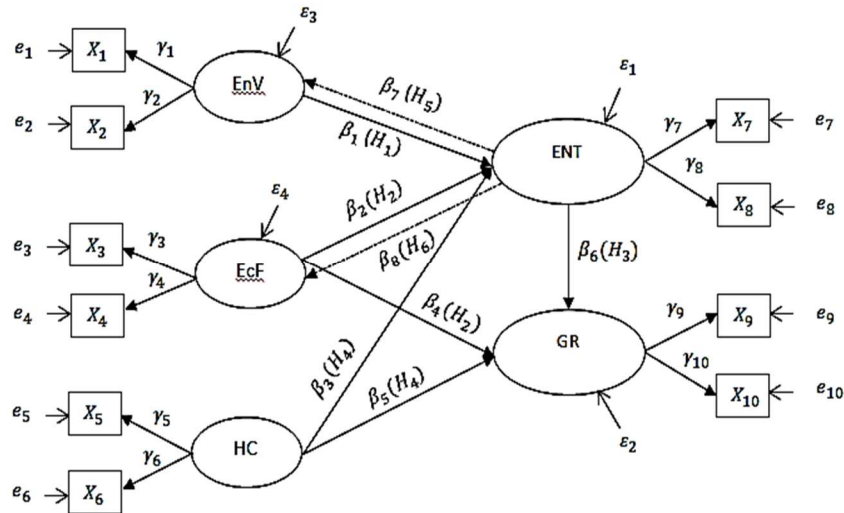 e₁ X₁ γ₁ ε₃
EnV
e₂ X₂ γ₂
β₇ (H₅)
β₁ (H₁)
ε₁
ENT
γ₇ X₇ e₇
γ₈ X₈ e₈
ε₄
e₃ X₃ γ₃
EcF
e₄ X₄ γ₄
β₂(H₂)
β₈(H₆)
β₆(H₃)
β₄(H₂)
β₃(H₄)
β₅(H₄)
GR
γ₉ X₉ e₉
γ₁₀ X₁₀ e₁₀
ε₂
e₅ X₅ γ₅
HC
e₆ X₆ γ₆